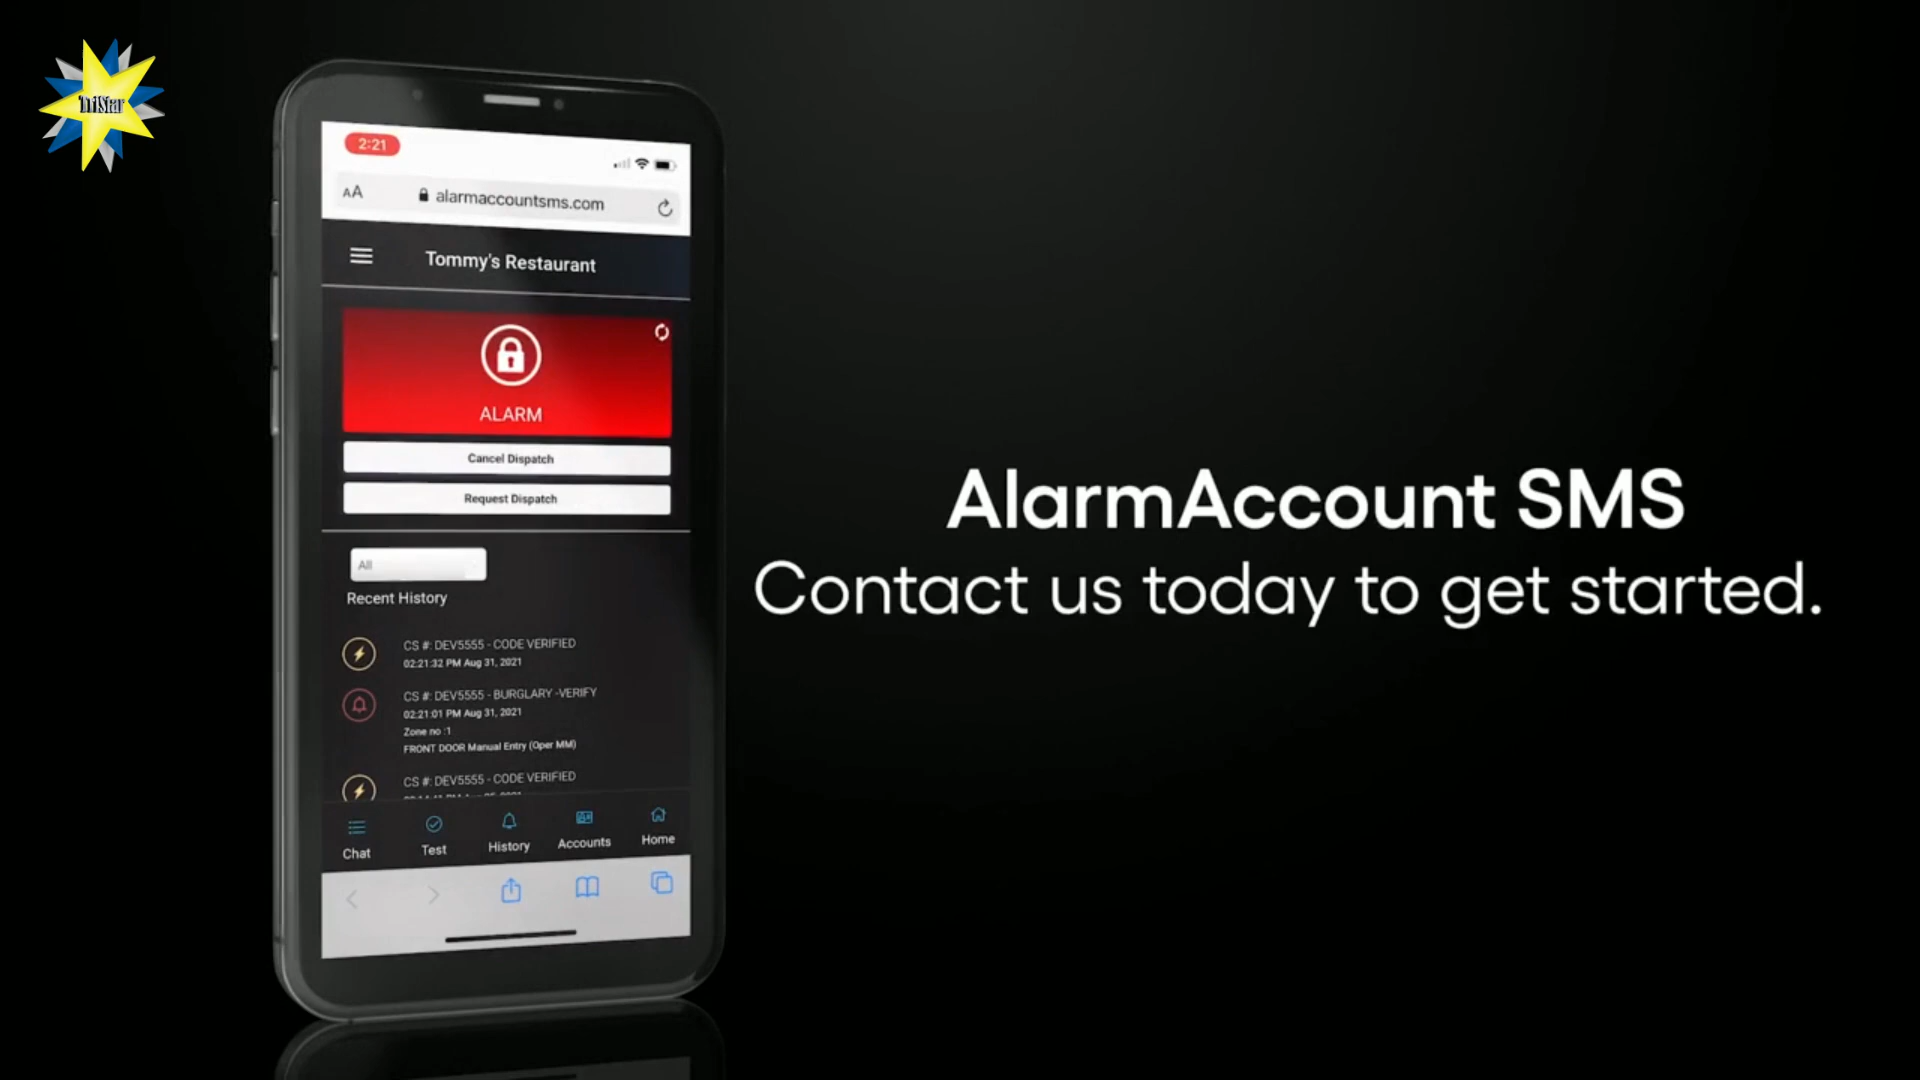 TriStar
2:21
AA
alarmaccountsms.com
Tommy's Restaurant
ALARM
Cancel Dispatch
Request Dispatch
All
Recent History
CS #: DEV5555 - CODE VERIFIED
02:21:32 PM Aug 31, 2021
CS #: DEV5555 - BURGLARY -VERIFY
02:21:01 PM Aug 31, 2021
Zone no :1
FRONT DOOR Manual Entry (Oper MM)
CS #: DEV5555 - CODE VERIFIED
Chat
Test
History
Accounts
Home
AlarmAccount SMS
Contact us today to get started.